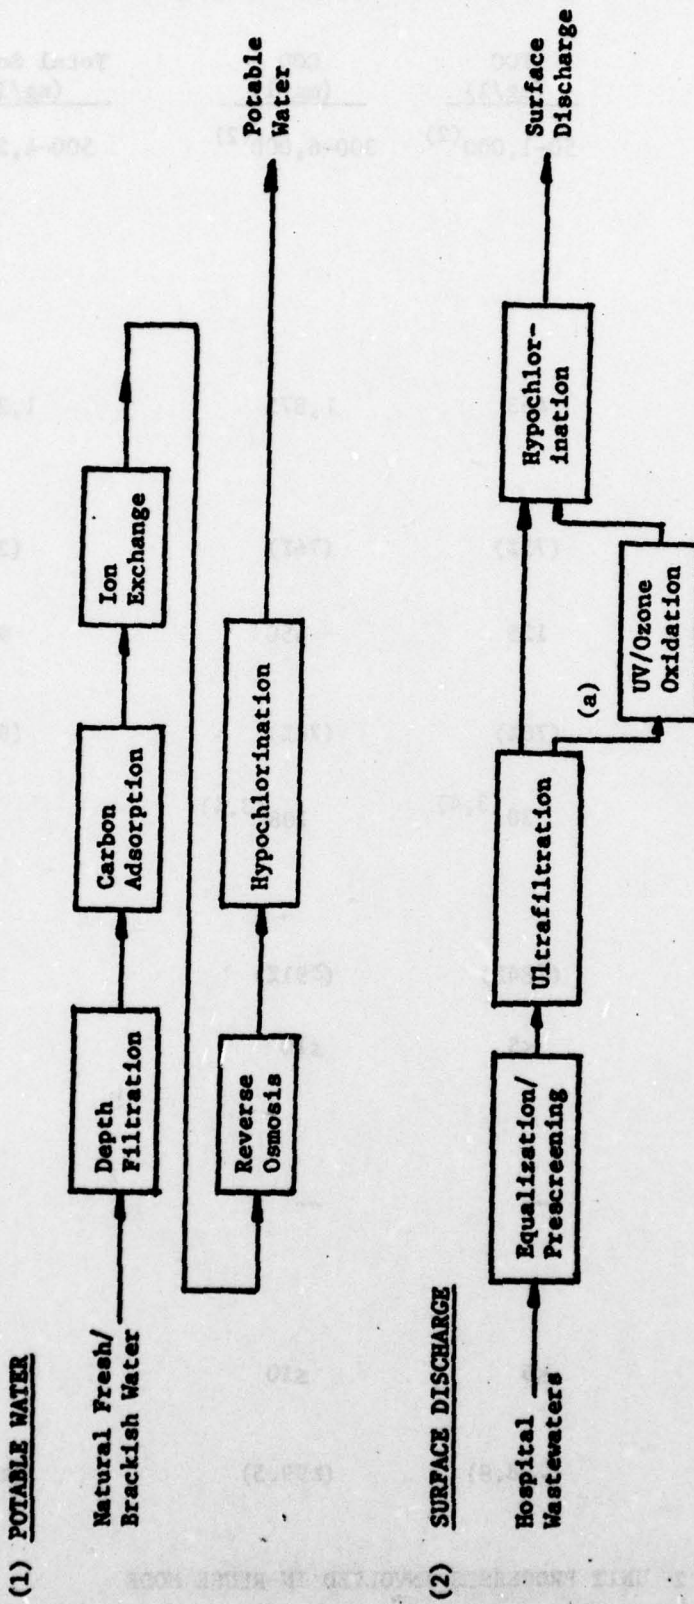 (1) POTABLE WATER
Natural Fresh/
Brackish Water
Depth
Filtration
Carbon
Adsorption
Ion
Exchange
Reverse
Osmosis
Hypochlorination
Potable
Water
(2) SURFACE DISCHARGE
Hospital
Wastewaters
Equalization/
Prescreening
Ultrafiltration
(a)
UV/Ozone
Oxidation
Hypochlor-
ination
Surface
Discharge